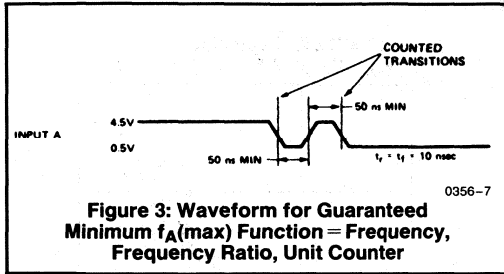 COUNTED
TRANSITIONS
50 ns MIN
4.5V
INPUT A
0.5V
50 ns MIN
tr = tf = 10 nsec
0356-7
Figure 3: Waveform for Guaranteed
Minimum fA(max) Function = Frequency,
Frequency Ratio, Unit Counter